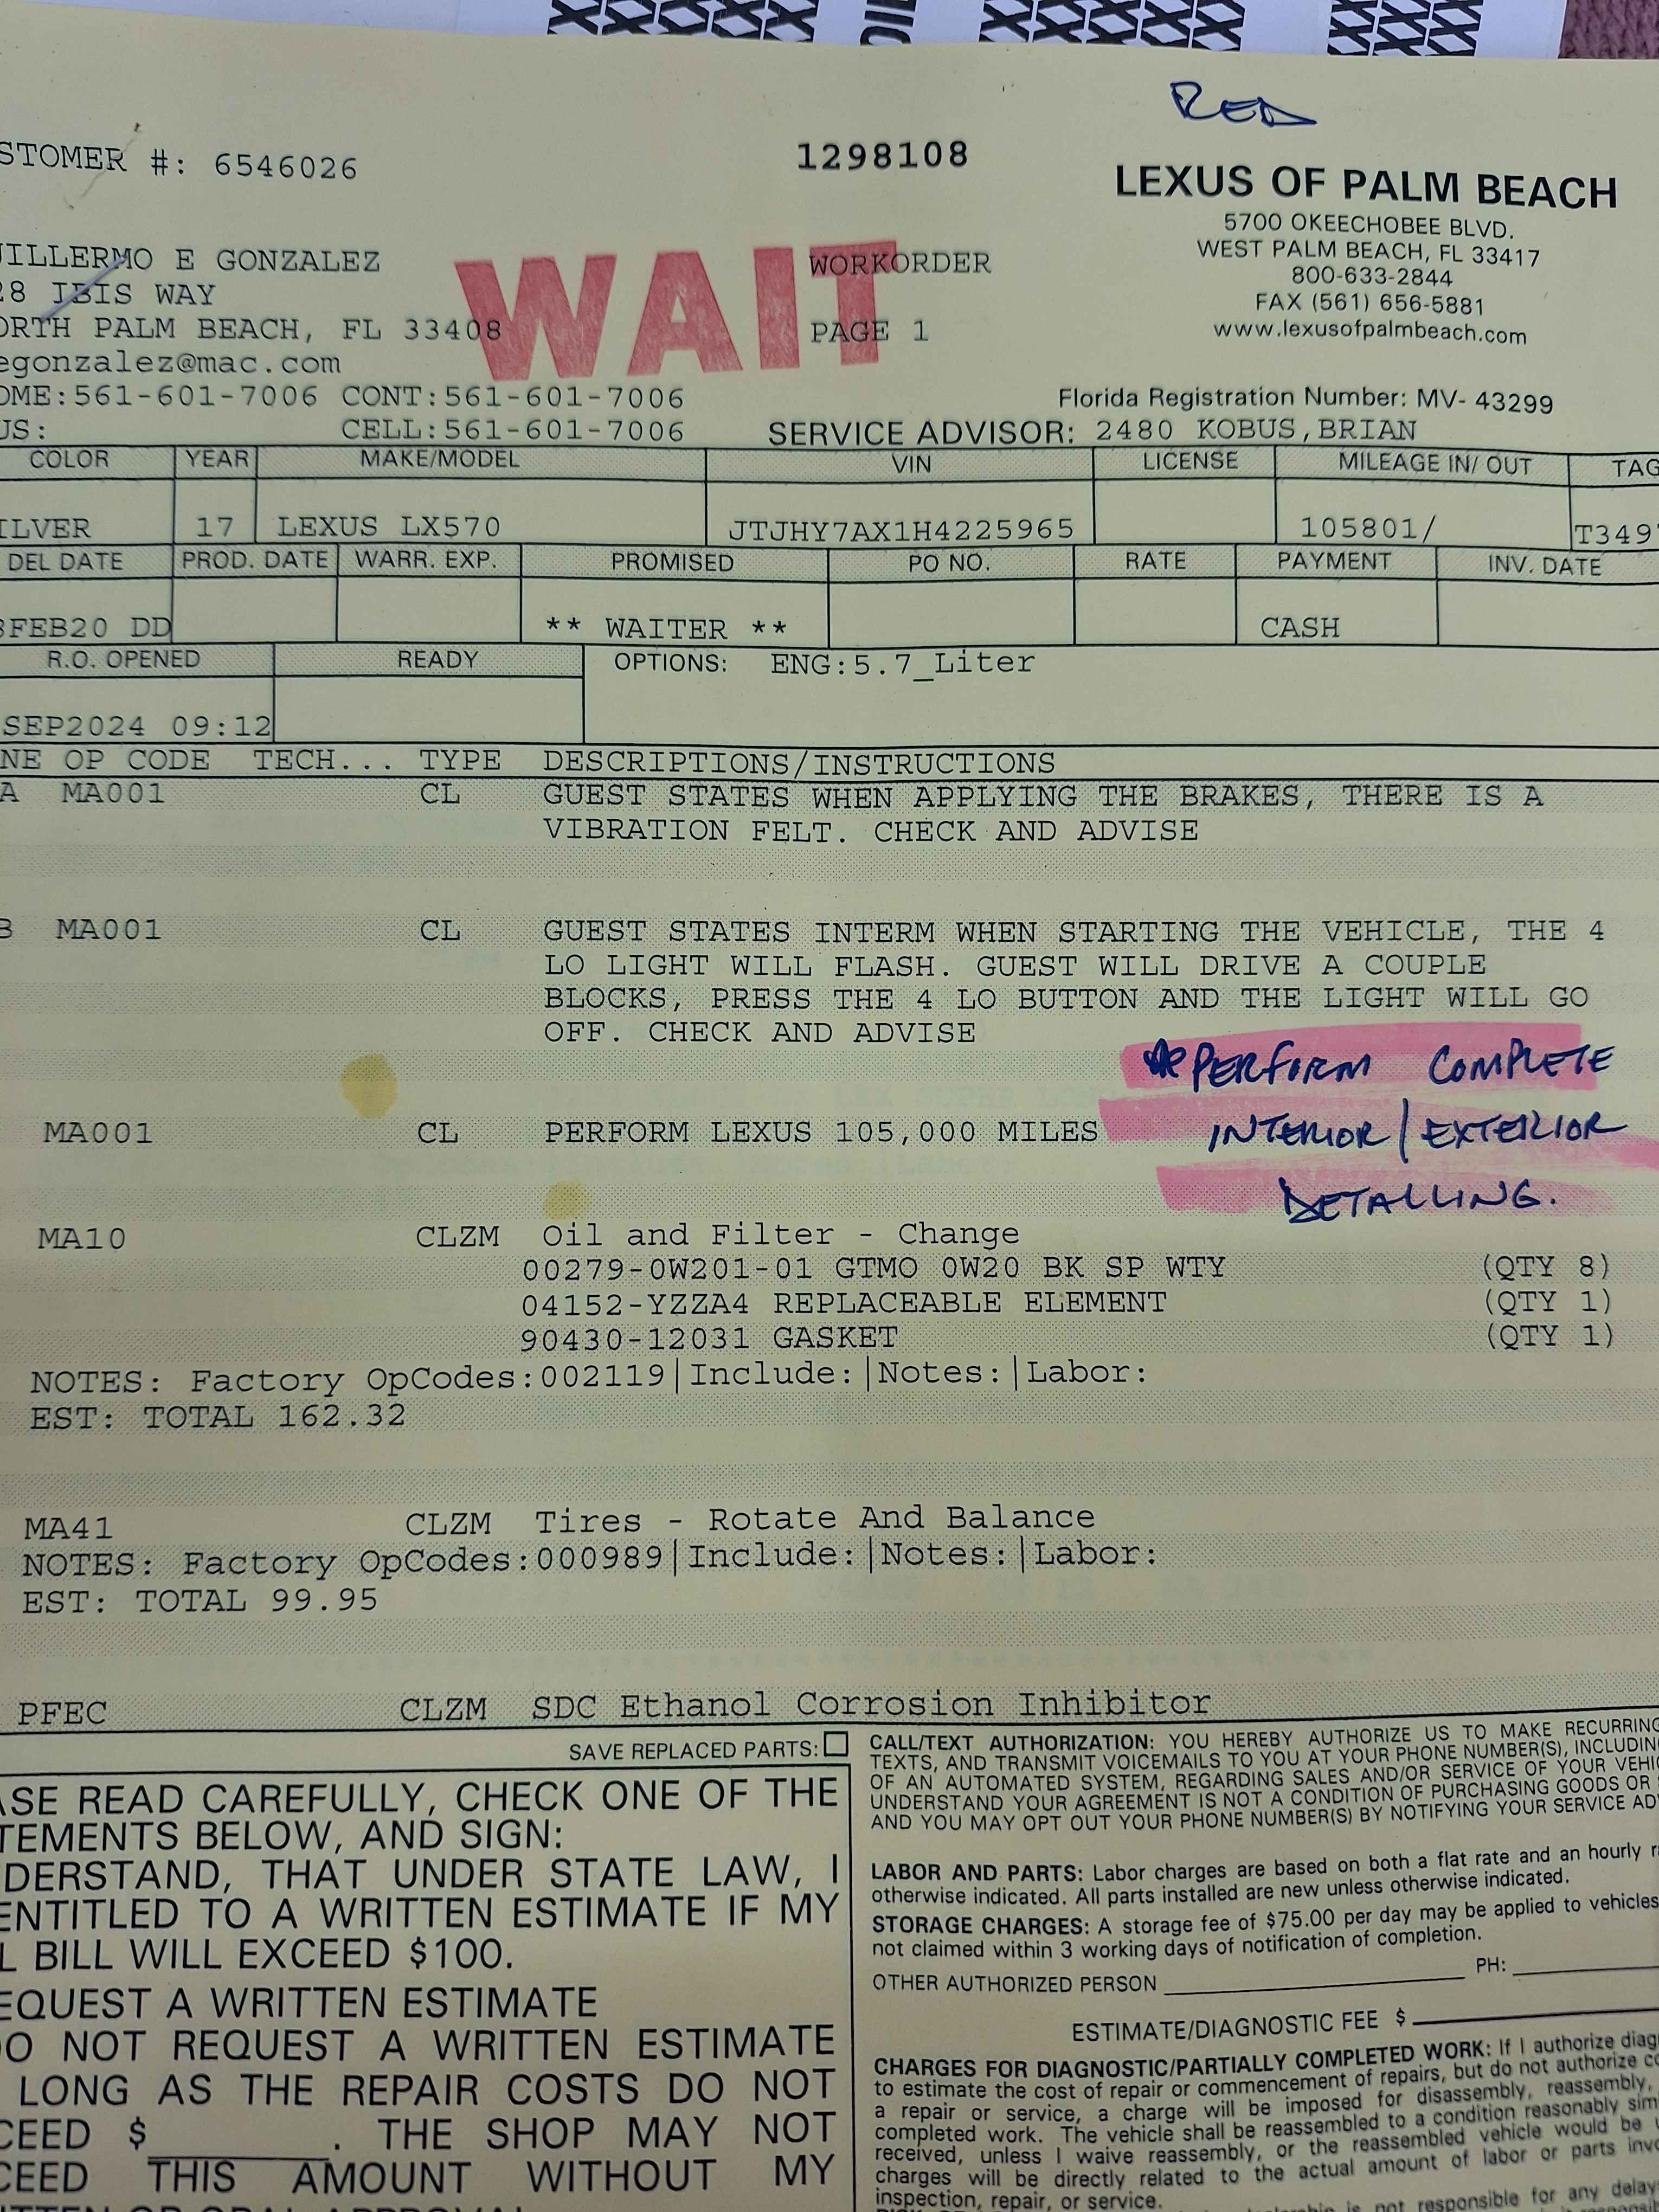 RED
STOMER #: 6546026
1298108
LEXUS OF PALM BEACH
5700 OKEECHOBEE BLVD.
WEST PALM BEACH, FL 33417
800-633-2844
FAX (561) 656-5881
www.lexusofpalmbeach.com
UILLERMO E GONZALEZ
28 IBIS WAY
ORTH PALM BEACH, FL 33408
egonzalez@mac.com
WAIT
WORKORDER
PAGE 1
OME:561-601-7006 CONT:561-601-7006
US: CELL:561-601-7006
Florida Registration Number: MV- 43299
SERVICE ADVISOR: 2480 KOBUS,BRIAN
COLOR YEAR MAKE/MODEL VIN LICENSE MILEAGE IN/ OUT TAG
ILVER 17 LEXUS LX570 JTJHY7AX1H4225965 105801/ T349
DEL DATE PROD. DATE WARR. EXP. PROMISED PO NO. RATE PAYMENT INV. DATE
FEB20 DD ** WAITER ** CASH
R.O. OPENED READY OPTIONS: ENG:5.7_Liter
SEP2024 09:12
NE OP CODE TECH... TYPE DESCRIPTIONS/INSTRUCTIONS
A MA001 CL GUEST STATES WHEN APPLYING THE BRAKES, THERE IS A
VIBRATION FELT. CHECK AND ADVISE
B MA001 CL GUEST STATES INTERM WHEN STARTING THE VEHICLE, THE 4
LO LIGHT WILL FLASH. GUEST WILL DRIVE A COUPLE
BLOCKS, PRESS THE 4 LO BUTTON AND THE LIGHT WILL GO
OFF. CHECK AND ADVISE
PERFORM COMPLETE
INTERIOR / EXTERIOR
DETAILING.
MA001 CL PERFORM LEXUS 105,000 MILES
MA10 CLZM Oil and Filter - Change
00279-0W201-01 GTMO 0W20 BK SP WTY (QTY 8)
04152-YZZA4 REPLACEABLE ELEMENT (QTY 1)
90430-12031 GASKET (QTY 1)
NOTES: Factory OpCodes:002119|Include:|Notes:|Labor:
EST: TOTAL 162.32
MA41 CLZM Tires - Rotate And Balance
NOTES: Factory OpCodes:000989|Include:|Notes:|Labor:
EST: TOTAL 99.95
PFEC CLZM SDC Ethanol Corrosion Inhibitor
SAVE REPLACED PARTS:
ASE READ CAREFULLY, CHECK ONE OF THE
TEMENTS BELOW, AND SIGN:
DERSTAND, THAT UNDER STATE LAW, I
ENTITLED TO A WRITTEN ESTIMATE IF MY
L BILL WILL EXCEED $100.
EQUEST A WRITTEN ESTIMATE
O NOT REQUEST A WRITTEN ESTIMATE
LONG AS THE REPAIR COSTS DO NOT
CEED $________. THE SHOP MAY NOT
CEED THIS AMOUNT WITHOUT MY
CALL/TEXT AUTHORIZATION: YOU HEREBY AUTHORIZE US TO MAKE RECURRING
TEXTS, AND TRANSMIT VOICEMAILS TO YOU AT YOUR PHONE NUMBER(S), INCLUDING
OF AN AUTOMATED SYSTEM, REGARDING SALES AND/OR SERVICE OF YOUR VEHI
UNDERSTAND YOUR AGREEMENT IS NOT A CONDITION OF PURCHASING GOODS OR
AND YOU MAY OPT OUT YOUR PHONE NUMBER(S) BY NOTIFYING YOUR SERVICE AD
LABOR AND PARTS: Labor charges are based on both a flat rate and an hourly r
otherwise indicated. All parts installed are new unless otherwise indicated.
STORAGE CHARGES: A storage fee of $75.00 per day may be applied to vehicles
not claimed within 3 working days of notification of completion.
OTHER AUTHORIZED PERSON ________ PH: ________
ESTIMATE/DIAGNOSTIC FEE $ ________
CHARGES FOR DIAGNOSTIC/PARTIALLY COMPLETED WORK: If I authorize diag
to estimate the cost of repair or commencement of repairs, but do not authorize co
a repair or service, a charge will be imposed for disassembly, reassembly,
completed work. The vehicle shall be reassembled to a condition reasonably sim
received, unless I waive reassembly, or the reassembled vehicle would be
charges will be directly related to the actual amount of labor or parts invo
inspection, repair, or service.
is not responsible for any delay